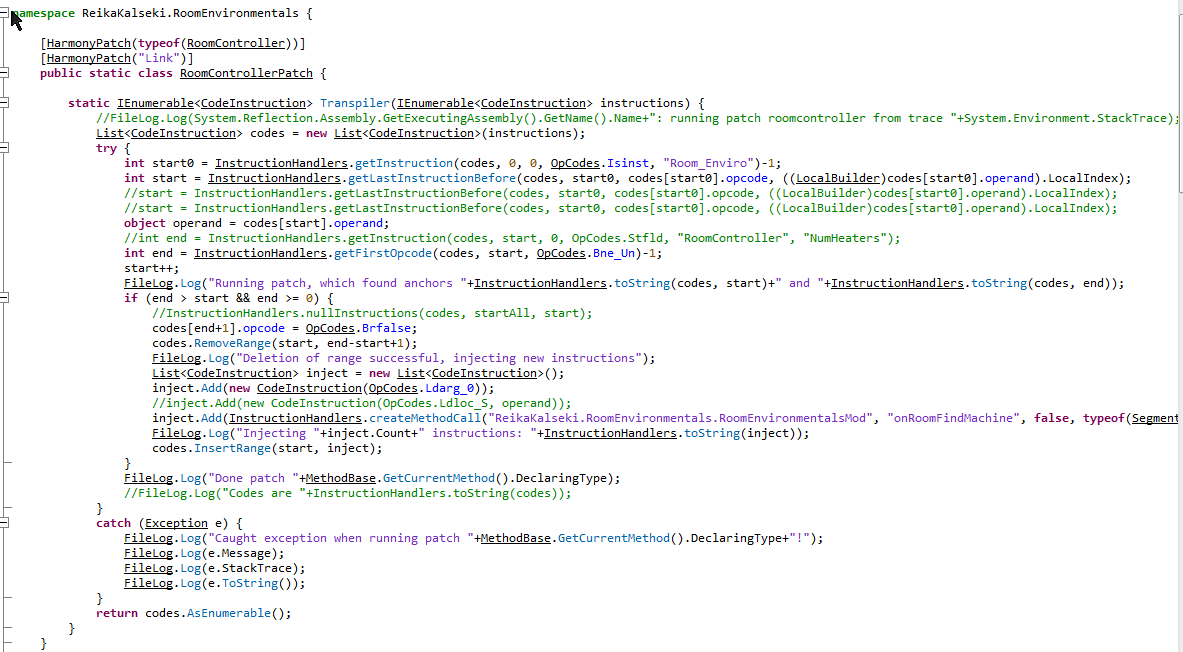 namespace ReikaKalseki.RoomEnvironmentals {
[HarmonyPatch(typeof(RoomController))]
[HarmonyPatch("Link")]
public static class RoomControllerPatch {
static IEnumerable<CodeInstruction> Transpiler(IEnumerable<CodeInstruction> instructions) {
//FileLog.Log(System.Reflection.Assembly.GetExecutingAssembly().GetName().Name+": running patch roomcontroller from trace "+System.Environment.StackTrace);
List<CodeInstruction> codes = new List<CodeInstruction>(instructions);
try {
int start0 = InstructionHandlers.getInstruction(codes, 0, 0, OpCodes.Isinst, "Room_Enviro")-1;
int start = InstructionHandlers.getLastInstructionBefore(codes, start0, codes[start0].opcode, ((LocalBuilder)codes[start0].operand).LocalIndex);
//start = InstructionHandlers.getLastInstructionBefore(codes, start0, codes[start0].opcode, ((LocalBuilder)codes[start0].operand).LocalIndex);
//start = InstructionHandlers.getLastInstructionBefore(codes, start0, codes[start0].opcode, ((LocalBuilder)codes[start0].operand).LocalIndex);
object operand = codes[start].operand;
//int end = InstructionHandlers.getInstruction(codes, start, 0, OpCodes.Stfld, "RoomController", "NumHeaters");
int end = InstructionHandlers.getFirstOpcode(codes, start, OpCodes.Bne_Un)-1;
start++;
FileLog.Log("Running patch, which found anchors "+InstructionHandlers.toString(codes, start)+" and "+InstructionHandlers.toString(codes, end));
if (end > start && end >= 0) {
//InstructionHandlers.nullInstructions(codes, startAll, start);
codes[end+1].opcode = OpCodes.Brfalse;
codes.RemoveRange(start, end-start+1);
FileLog.Log("Deletion of range successful, injecting new instructions");
List<CodeInstruction> inject = new List<CodeInstruction>();
inject.Add(new CodeInstruction(OpCodes.Ldarg_0));
//inject.Add(new CodeInstruction(OpCodes.Ldloc_S, operand));
inject.Add(InstructionHandlers.createMethodCall("ReikaKalseki.RoomEnvironmentals.RoomEnvironmentalsMod", "onRoomFindMachine", false, typeof(Segment
FileLog.Log("Injecting "+inject.Count+" instructions: "+InstructionHandlers.toString(inject));
codes.InsertRange(start, inject);
}
FileLog.Log("Done patch "+MethodBase.GetCurrentMethod().DeclaringType);
//FileLog.Log("Codes are "+InstructionHandlers.toString(codes));
}
catch (Exception e) {
FileLog.Log("Caught exception when running patch "+MethodBase.GetCurrentMethod().DeclaringType+"!");
FileLog.Log(e.Message);
FileLog.Log(e.StackTrace);
FileLog.Log(e.ToString());
}
return codes.AsEnumerable();
}
}